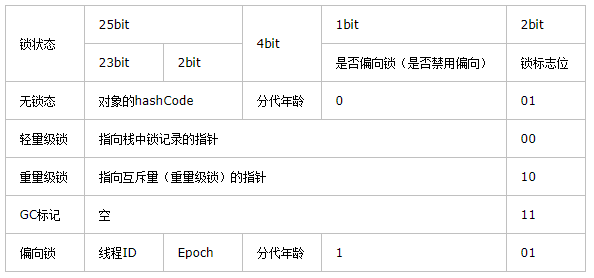 锁状态 25bit 4bit 1bit 2bit
23bit 2bit 是否偏向锁（是否禁用偏向） 锁标志位
无锁态 对象的hashCode 分代年龄 0 01
轻量级锁 指向栈中锁记录的指针 00
重量级锁 指向互斥量（重量级锁）的指针 10
GC标记 空 11
偏向锁 线程ID Epoch 分代年龄 1 01